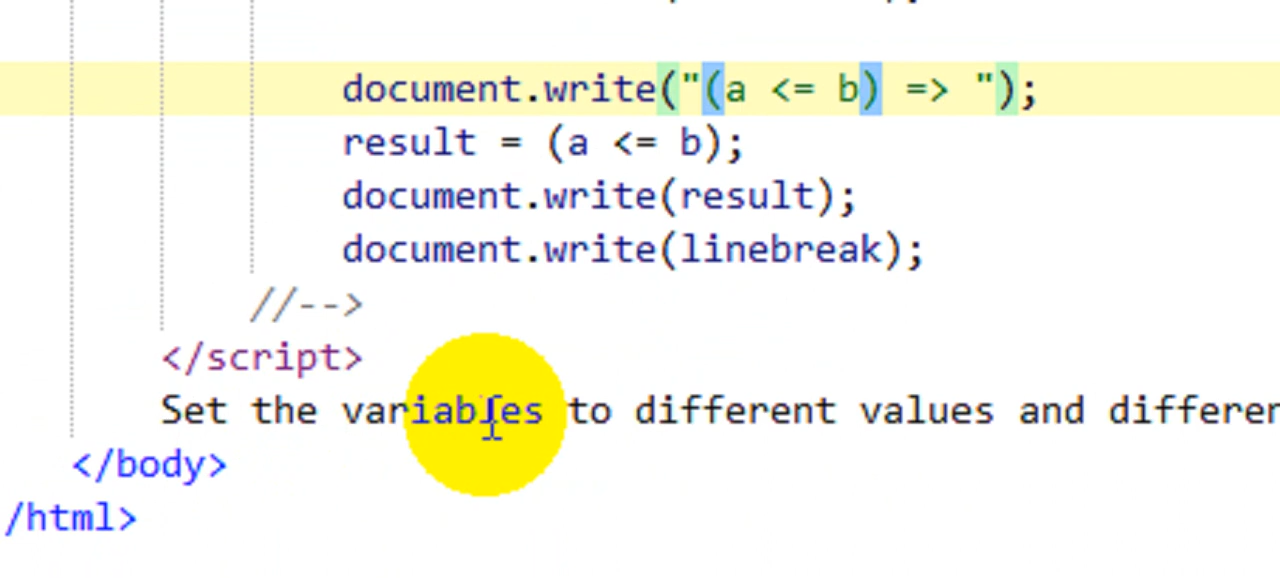 document.write("(a <= b) => ");
result = (a <= b);
document.write(result);
document.write(linebreak);
//-->
</script>
Set the variables to different values and
</body>
/html>